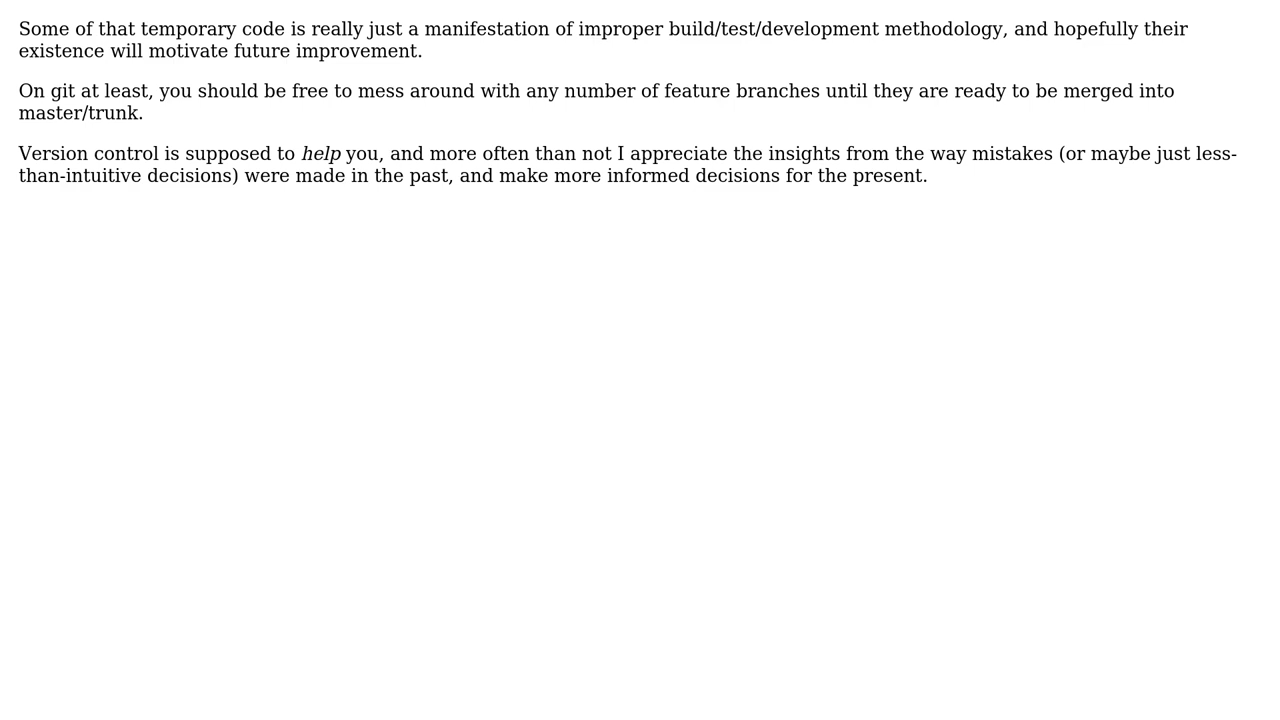 Some of that temporary code is really just a manifestation of improper build/test/development methodology, and hopefully their
existence will motivate future improvement.
On git at least, you should be free to mess around with any number of feature branches until they are ready to be merged into
master/trunk.
Version control is supposed to help you, and more often than not I appreciate the insights from the way mistakes (or maybe just less-
than-intuitive decisions) were made in the past, and make more informed decisions for the present.